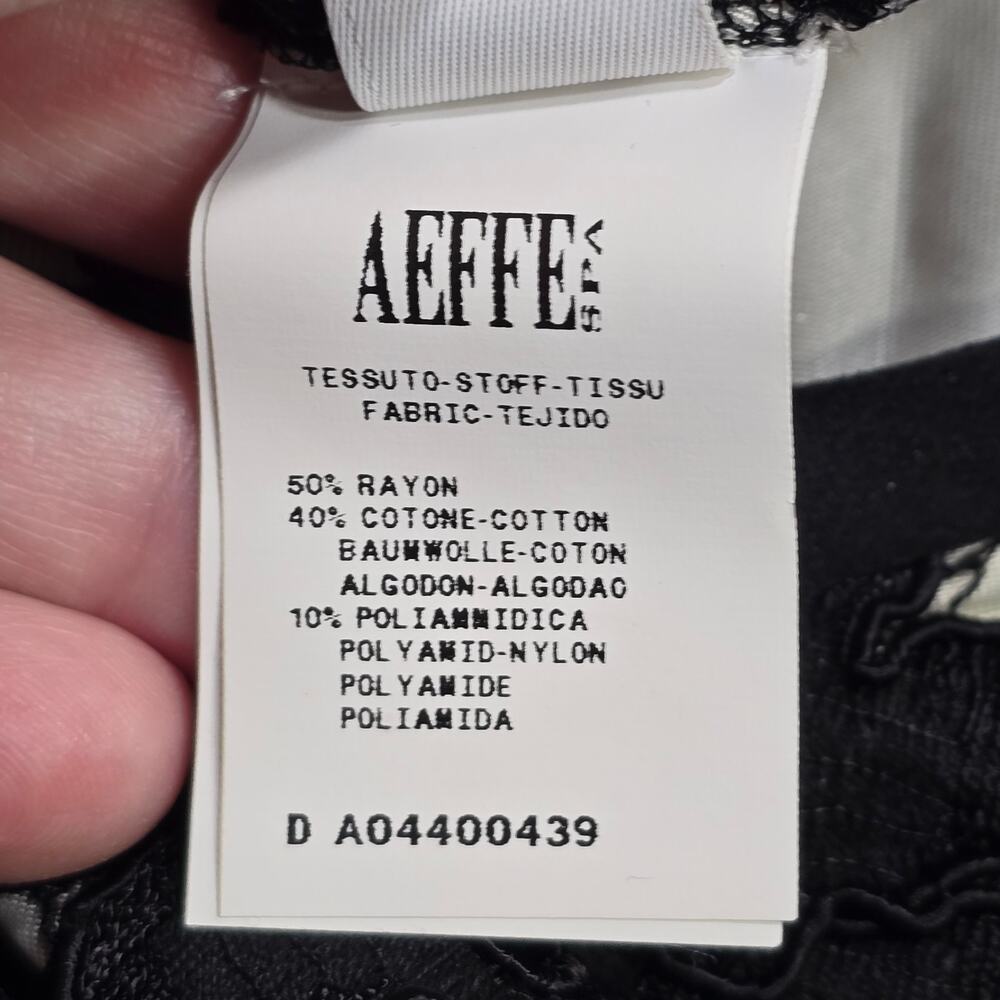 AEFFE SPA
TESSUTO-STOFF-TISSU
FABRIC-TEJIDO
50% RAYON
40% COTONE-COTTON
BAUMWOLLE-COTON
ALGODON-ALGODAO
10% POLIAMMIDICA
POLYAMID-NYLON
POLYAMIDE
POLIAMIDA
D A04400439